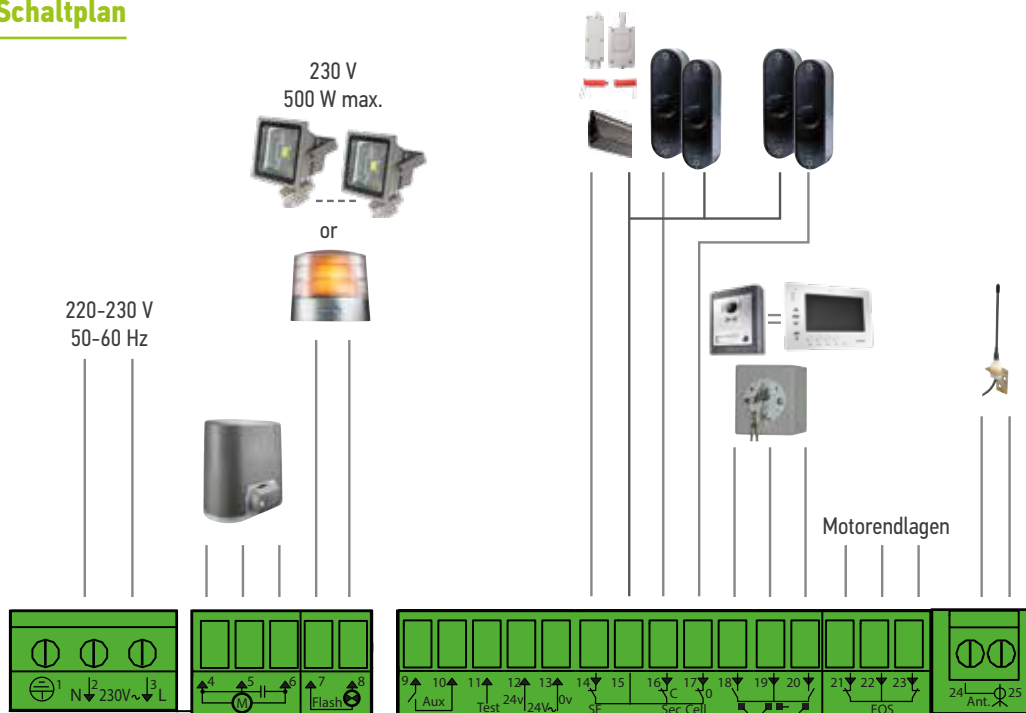 Schaltplan
230 V
500 W max.
or
220-230 V
50-60 Hz
Motorendlagen
1 2 N 230V~ 3 L
4 5 6 M
7 8 Flash
9 10 Aux 11 Test 12 24v 13 24V~ 0v 14 SE 15 16 C 17 O Sec Cell 18 19 20
21 22 23 FOS
24 Ant. 25